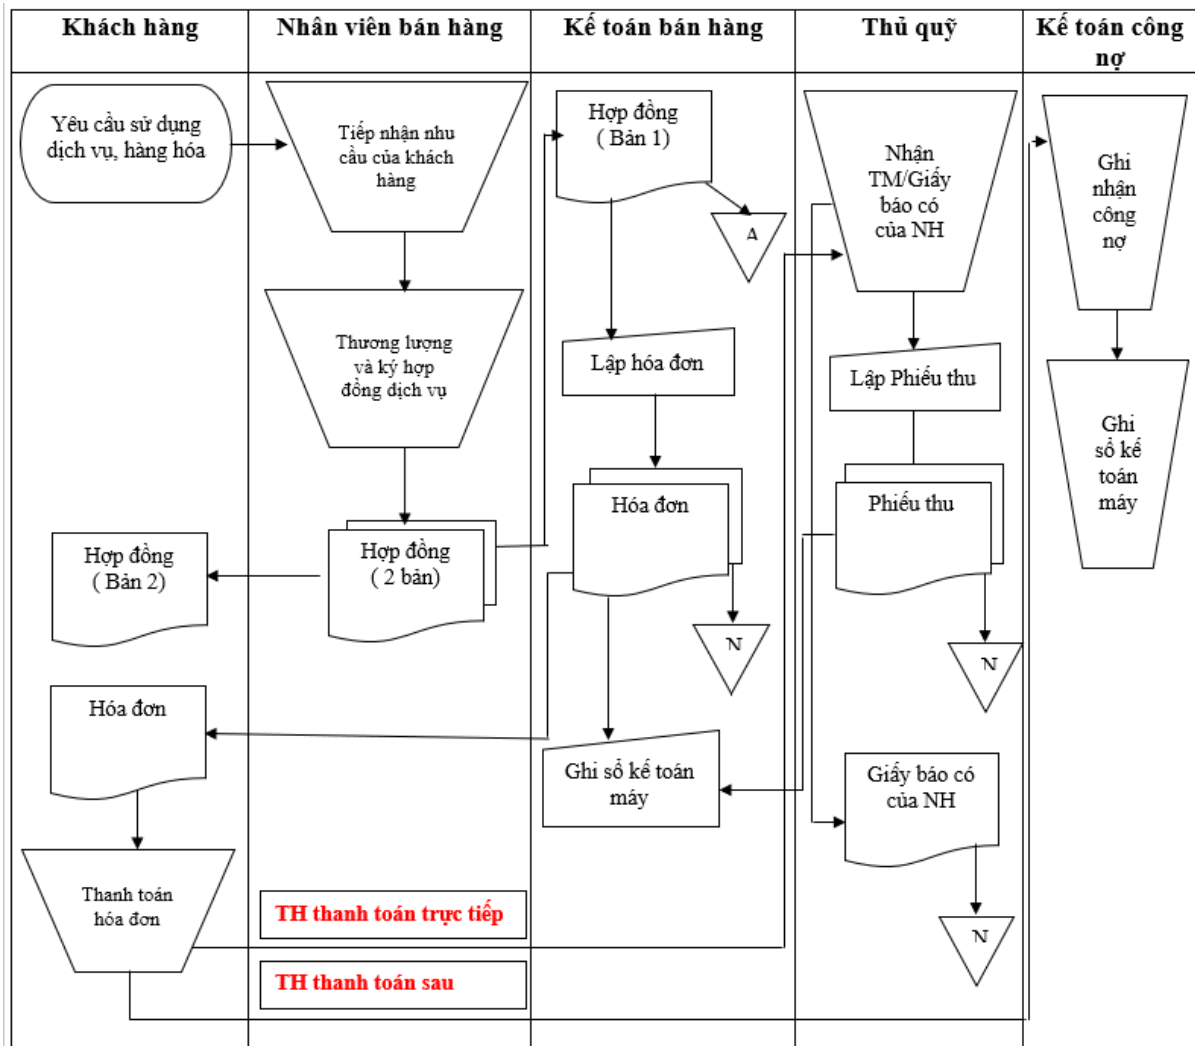 Khách hàng
Nhân viên bán hàng
Kế toán bán hàng
Thủ quỹ
Kế toán công
nợ
Yêu cầu sử dụng
dịch vụ, hàng hóa
Tiếp nhận nhu
cầu của khách
hàng
Hợp đồng
( Bản 1)
A
Nhận
TM/Giấy
báo có
của NH
Ghi
nhận
công
nợ
Thương lượng
và ký hợp
đồng dịch vụ
Lập hóa đơn
Lập Phiếu thu
Ghi
sổ kế
toán
máy
Hợp đồng
( Bản 2)
Hợp đồng
( 2 bản)
Hóa đơn
N
Phiếu thu
N
Hóa đơn
Ghi sổ kế toán
máy
Giấy báo có
của NH
N
Thanh toán
hóa đơn
TH thanh toán trực tiếp
TH thanh toán sau